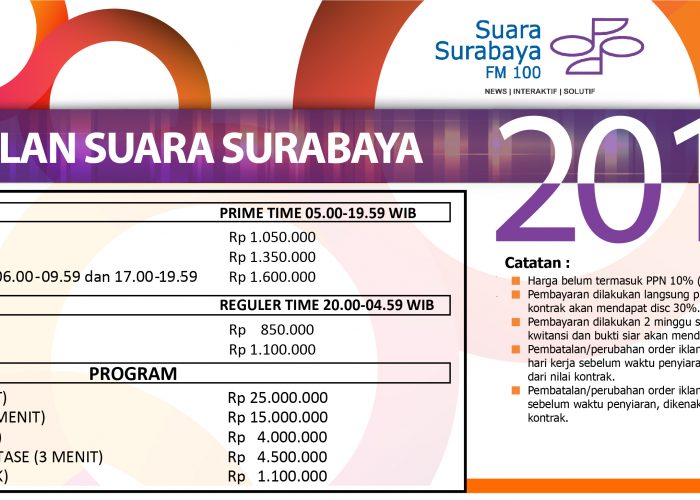 Suara
Surabaya
FM 100
NEWS | INTERAKTIF | SOLUTIF
LAN SUARA SURABAYA
201
PRIME TIME 05.00-19.59 WIB
Rp 1.050.000
Rp 1.350.000
06.00-09.59 dan 17.00-19.59 Rp 1.600.000
REGULER TIME 20.00-04.59 WIB
Rp 850.000
Rp 1.100.000
PROGRAM
T) Rp 25.000.000
MENIT) Rp 15.000.000
) Rp 4.000.000
TASE (3 MENIT) Rp 4.500.000
K) Rp 1.100.000
Catatan :
Harga belum termasuk PPN 10% (
Pembayaran dilakukan langsung p
kontrak akan mendapat disc 30%.
Pembayaran dilakukan 2 minggu s
kwitansi dan bukti siar akan mend
Pembatalan/perubahan order iklan
hari kerja sebelum waktu penyiara
dari nilai kontrak.
Pembatalan/perubahan order iklan
sebelum waktu penyiaran, dikenak
kontrak.